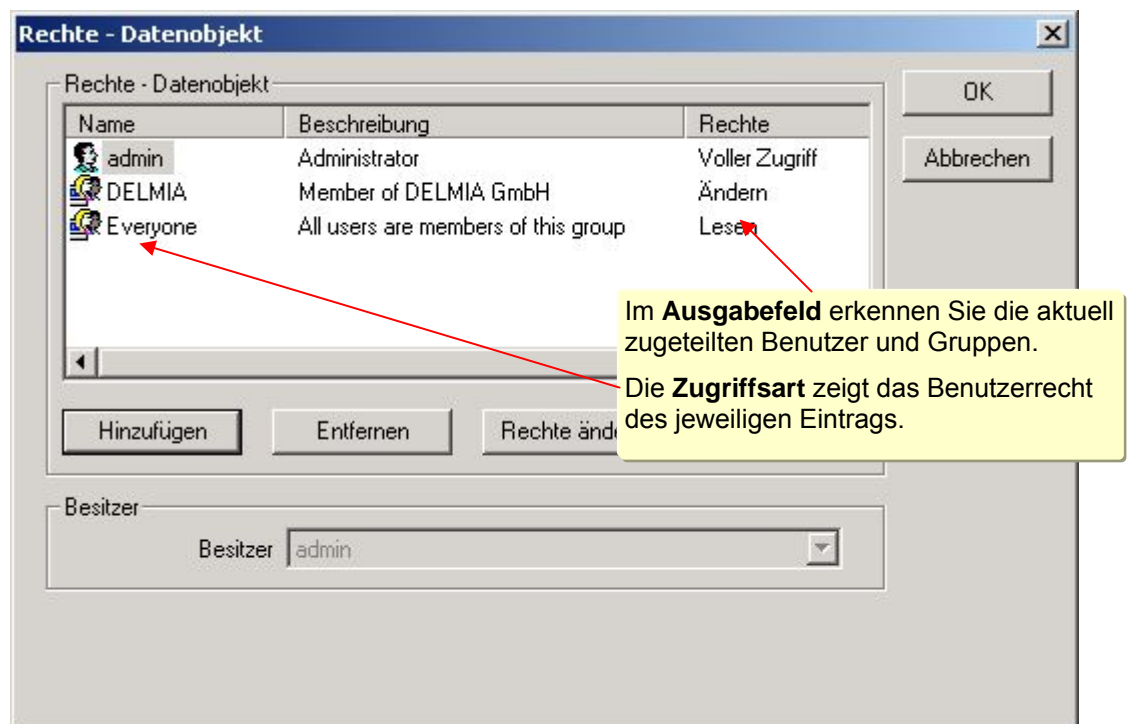 Rechte - Datenobjekt
Rechte - Datenobjekt
Name Beschreibung Rechte
admin Administrator Voller Zugriff
DELMIA Member of DELMIA GmbH Ändern
Everyone All users are members of this group Lesen
OK
Abbrechen
Im Ausgabefeld erkennen Sie die aktuell
zugeteilten Benutzer und Gruppen.
Die Zugriffsart zeigt das Benutzerrecht
des jeweiligen Eintrags.
Hinzufügen Entfernen Rechte ände
Besitzer
Besitzer admin